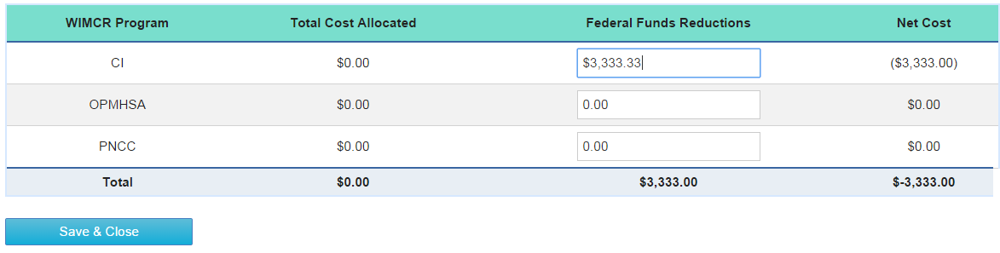 WIMCR Program Total Cost Allocated Federal Funds Reductions Net Cost
CI $0.00 $3,333.33 ($3,333.00)
OPMHSA $0.00 0.00 $0.00
PNCC $0.00 0.00 $0.00
Total $0.00 $3,333.00 $-3,333.00
Save & Close